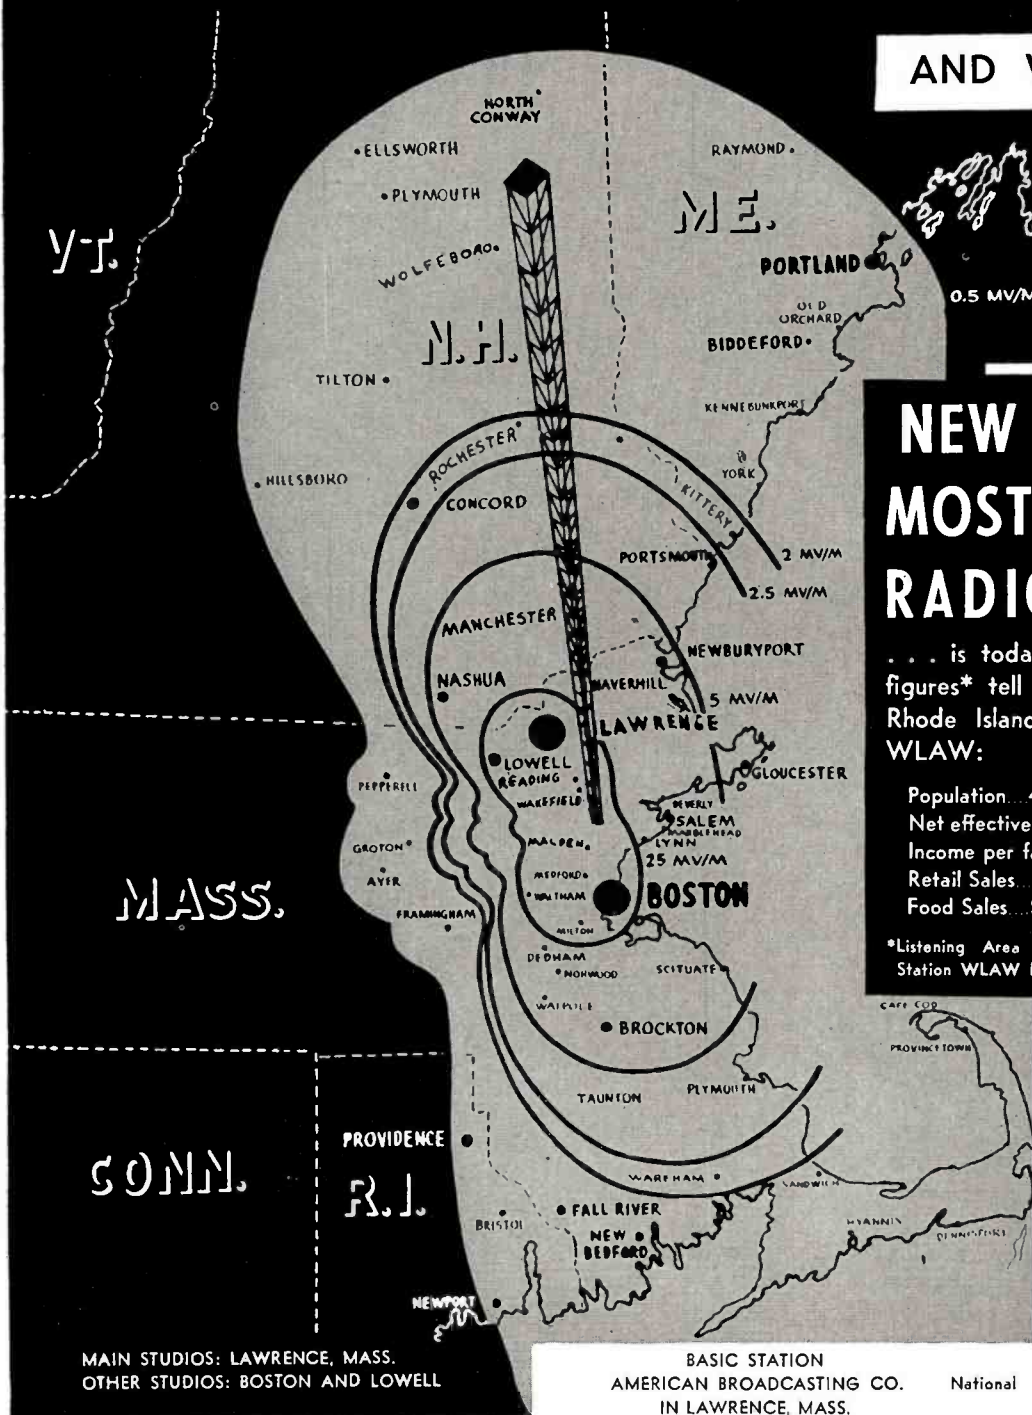 AND
NORTH
CONWAY
ELLSWORTH
RAYMOND
PLYMOUTH
ME.
VT.
WOLFEBORO
PORTLAND
0.5 MV/M
OLD
ORCHARD
N.H.
BIDDEFORD
TILTON
KENNEBUNKPORT
NEW
ROCHESTER
YORK
HILLSBORO
CONCORD
KITTERY
MOST
PORTSMOUTH
2 MV/M
2.5 MV/M
RADIO
MANCHESTER
NEWBURYPORT
. . . is toda
NASHUA
HAVERHILL
figures* tell
5 MV/M
Rhode Island
LAWRENCE
WLAW:
LOWELL
GLOUCESTER
READING
PEPPERELL
WAKEFIELD
BEVERLY
Population....
SALEM
MARBLEHEAD
Net effective
MALDEN
LYNN
GROTON
25 MV/M
Income per fa
MEDFORD
AYER
Retail Sales....
WALTHAM
BOSTON
MASS.
FRAMINGHAM
Food Sales....
MILTON
*Listening Area
DEDHAM
NORWOOD
SCITUATE
Station WLAW
WALPOLE
CAPE COD
BROCKTON
PROVINCETOWN
TAUNTON
PLYMOUTH
PROVIDENCE
CONN.
R.I.
WAREHAM
SANDWICH
FALL RIVER
BRISTOL
HYANNIS
NEW
BEDFORD
NEWPORT
MAIN STUDIOS: LAWRENCE, MASS.
OTHER STUDIOS: BOSTON AND LOWELL
BASIC STATION
AMERICAN BROADCASTING CO.
National
IN LAWRENCE, MASS.